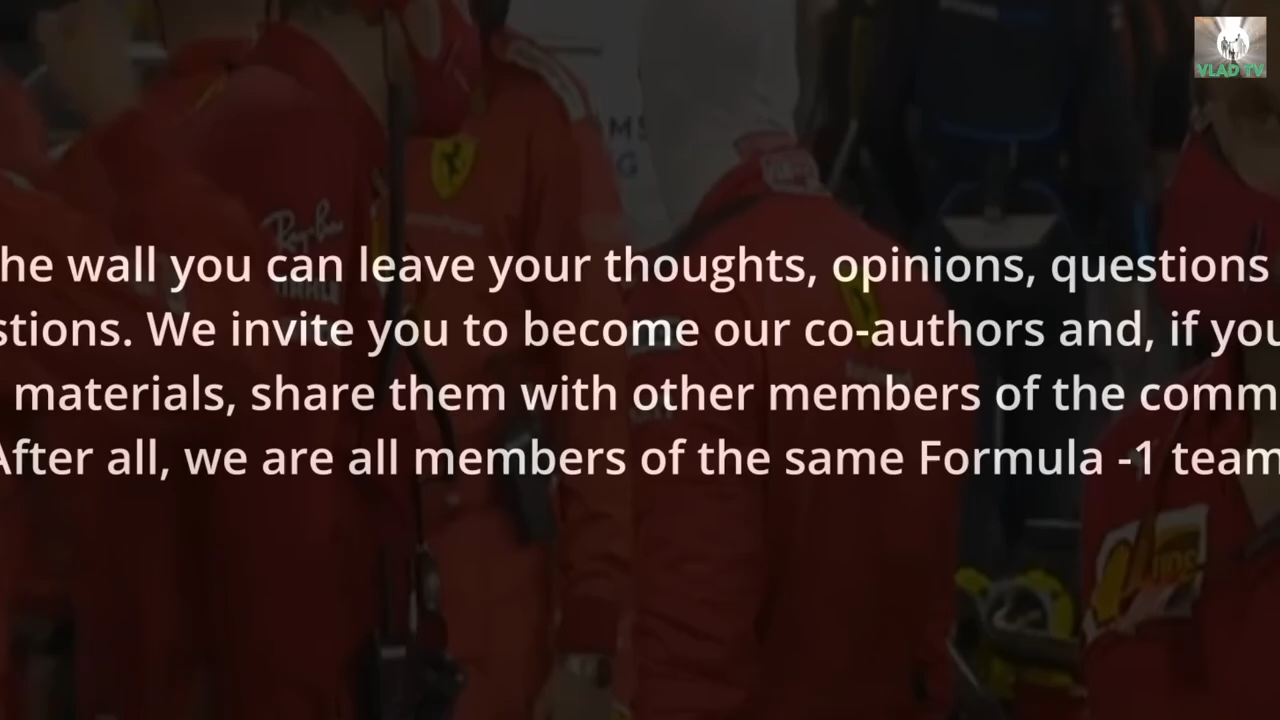 VLAD TV
Ray-Ban
he wall you can leave your thoughts, opinions, questions
stions. We invite you to become our co-authors and, if you
materials, share them with other members of the comm
After all, we are all members of the same Formula -1 team